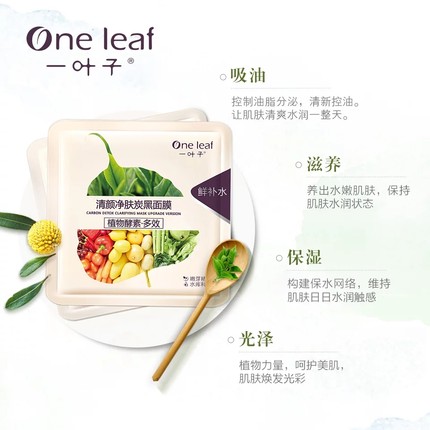 One leaf
一叶子®
吸油
控制油脂分泌，清新控油。
让肌肤清爽水润一整天。
滋养
养出水嫩肌肤，保持
肌肤水润状态
保湿
构建保水网络，维持
肌肤日日水润触感
光泽
植物力量，呵护美肌，
肌肤焕发光彩
One leaf
一叶子®
鲜补水
清颜净肤炭黑面膜
CARBON DETOX CLARIFYING MASK UPGRADE VERSION
植物酵素·多效